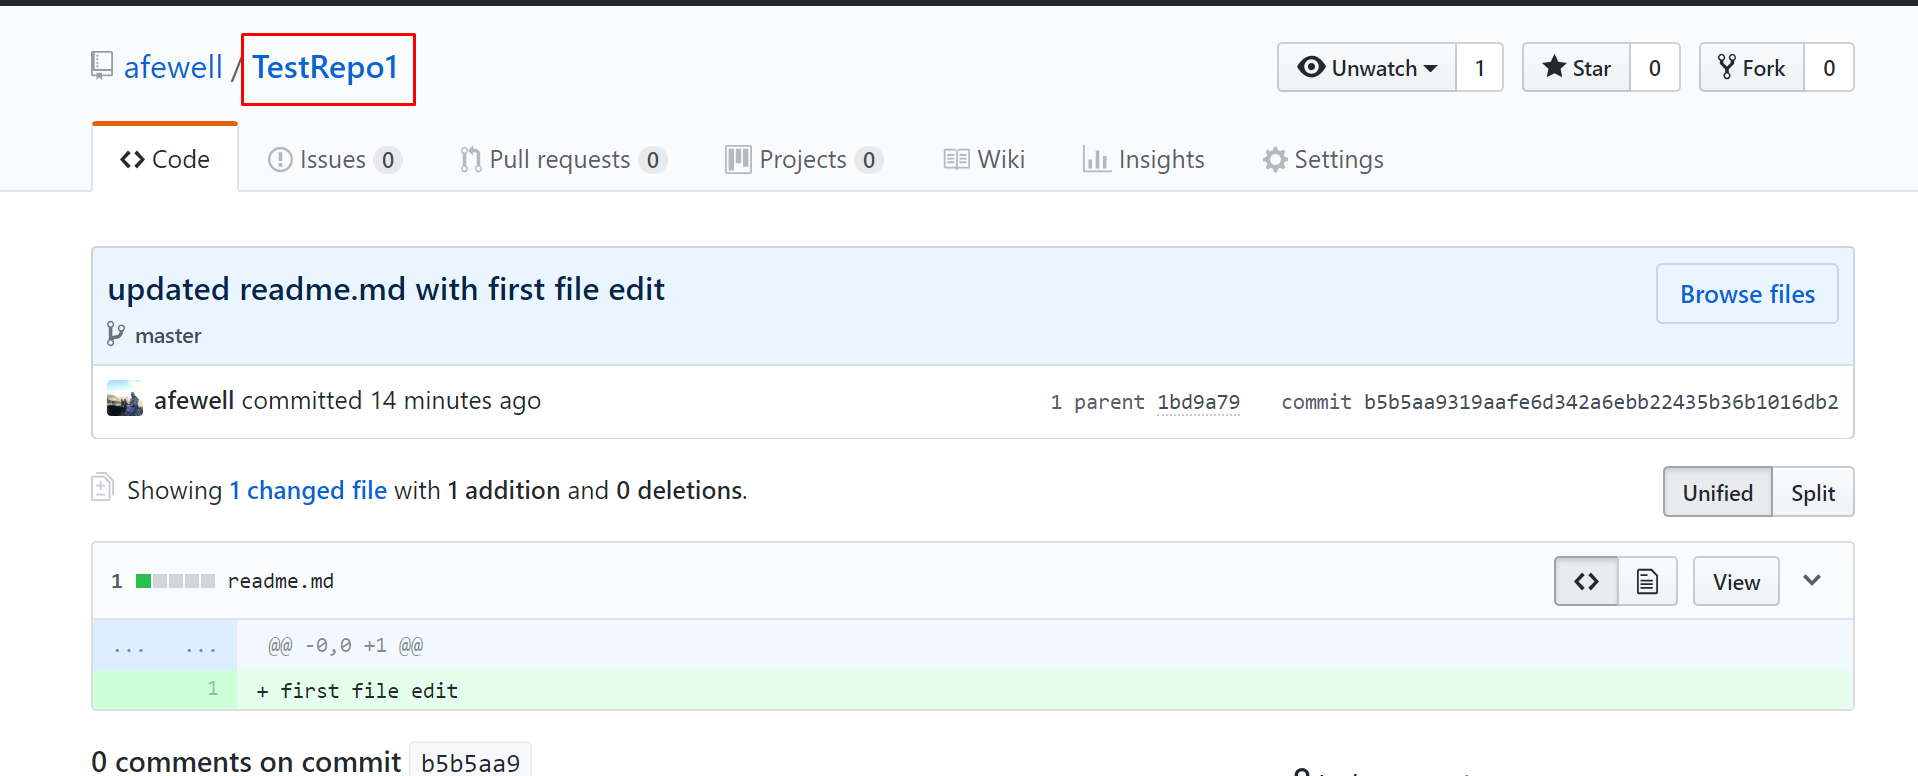 afewell / TestRepo1
Unwatch 1 Star 0 Fork 0
Code Issues 0 Pull requests 0 Projects 0 Wiki Insights Settings
updated readme.md with first file edit
Browse files
master
afewell committed 14 minutes ago 1 parent 1bd9a79 commit b5b5aa9319aafe6d342a6ebb22435b36b1016db2
Showing 1 changed file with 1 addition and 0 deletions.
Unified Split
1 readme.md View
... ... @@ -0,0 +1 @@
1 + first file edit
0 comments on commit b5b5aa9